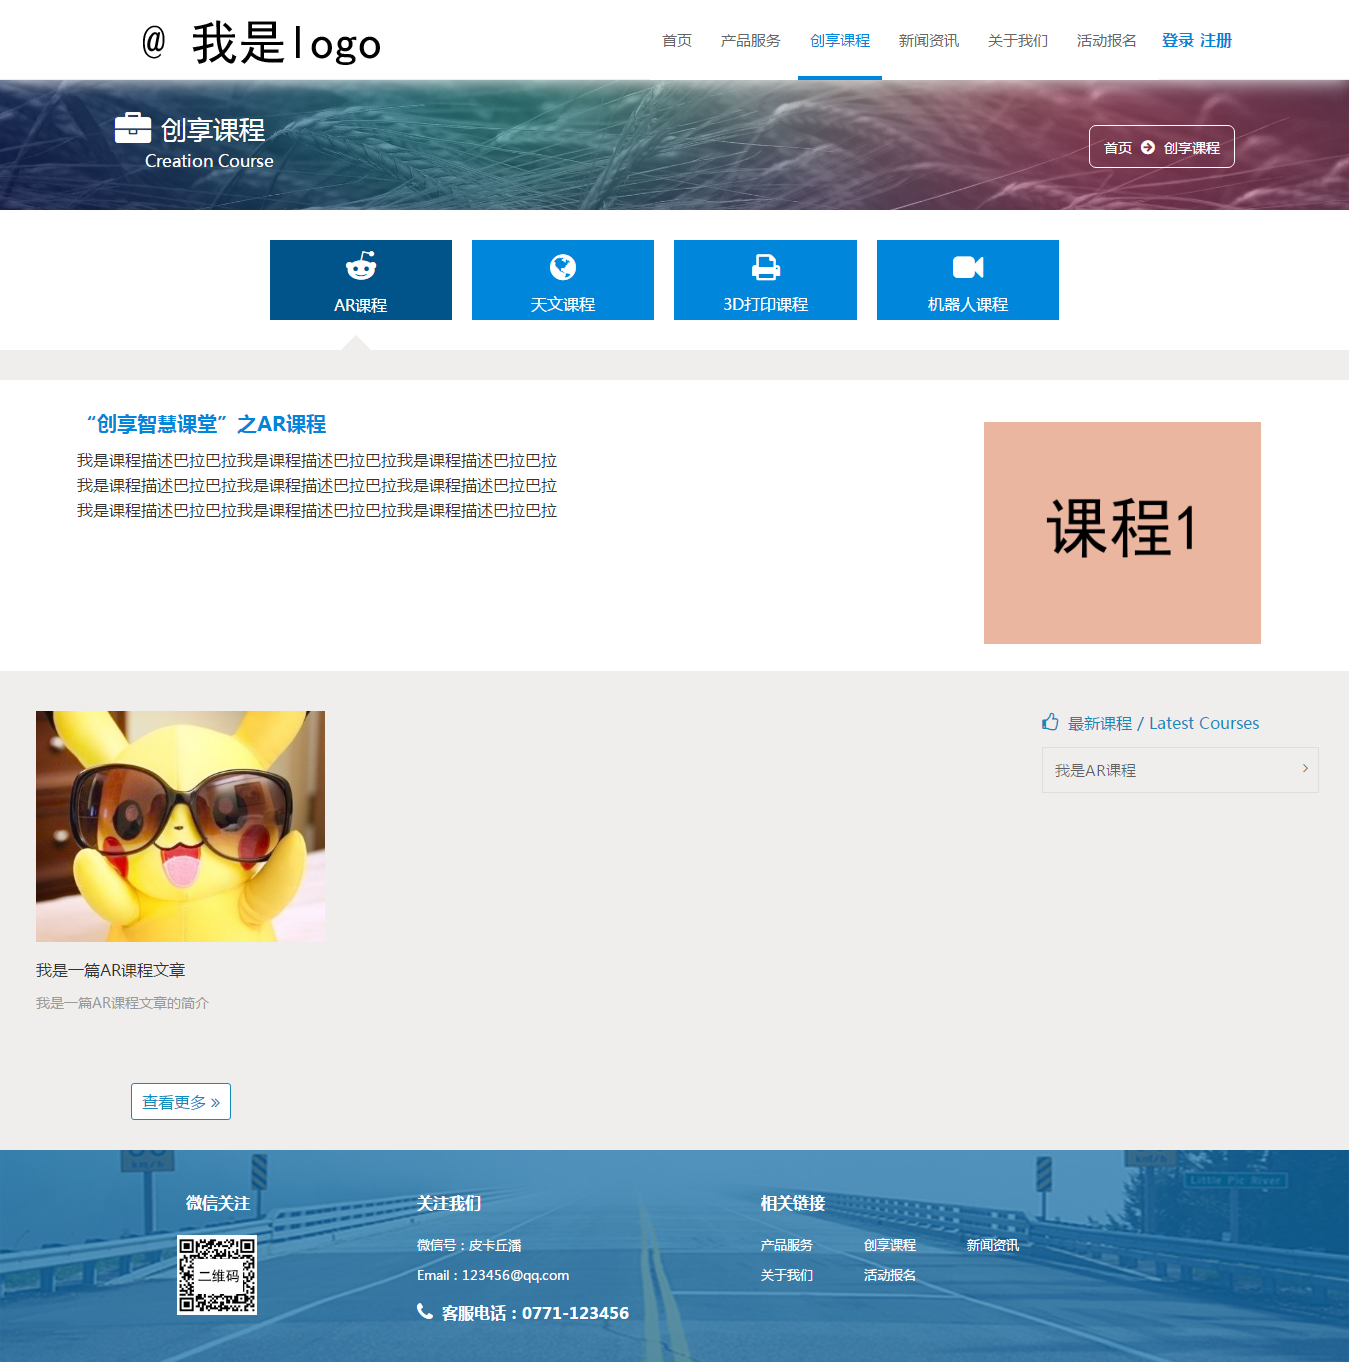 @ 我是logo
首页 产品服务 创享课程 新闻资讯 关于我们 活动报名 登录 注册
创享课程
Creation Course
首页 创享课程
AR课程
天文课程
3D打印课程
机器人课程
“创享智慧课堂”之AR课程
我是课程描述巴拉巴拉我是课程描述巴拉巴拉我是课程描述巴拉巴拉
我是课程描述巴拉巴拉我是课程描述巴拉巴拉我是课程描述巴拉巴拉
我是课程描述巴拉巴拉我是课程描述巴拉巴拉我是课程描述巴拉巴拉
课程1
最新课程 / Latest Courses
我是AR课程
我是一篇AR课程文章
我是一篇AR课程文章的简介
查看更多 »
微信关注
二维码
关注我们
微信号：皮卡丘潘
Email：123456@qq.com
客服电话：0771-123456
相关链接
产品服务 创享课程 新闻资讯
关于我们 活动报名
Little Pic River